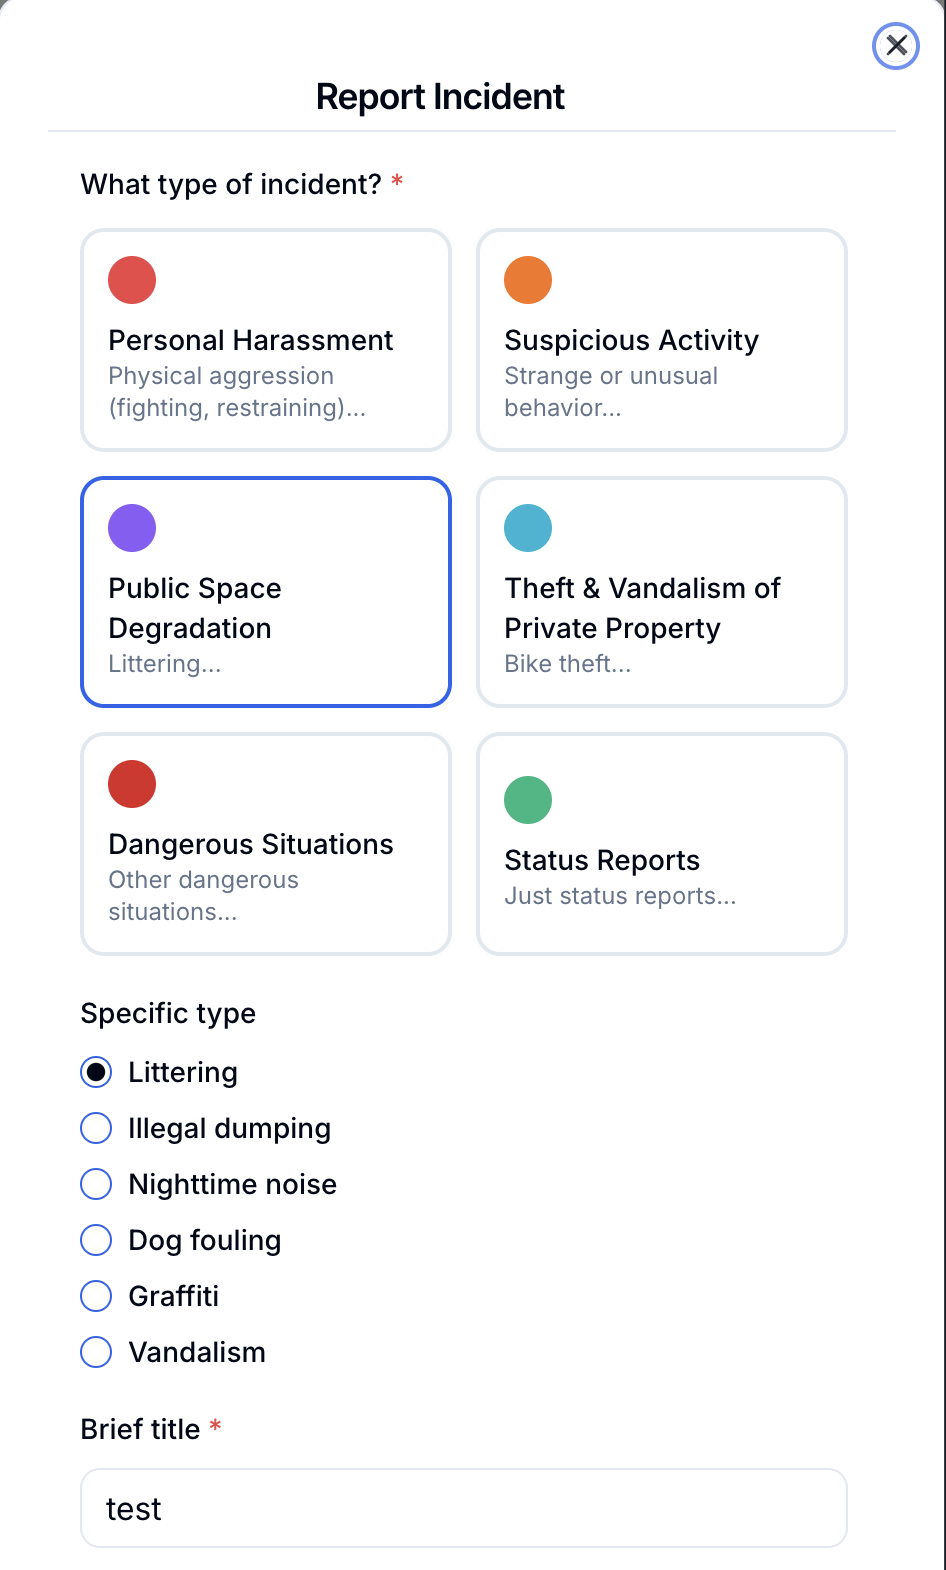 Report Incident
What type of incident? *
Personal Harassment
Physical aggression
(fighting, restraining)...
Suspicious Activity
Strange or unusual
behavior...
Public Space
Degradation
Littering...
Theft & Vandalism of
Private Property
Bike theft...
Dangerous Situations
Other dangerous
situations...
Status Reports
Just status reports...
Specific type
Littering
Illegal dumping
Nighttime noise
Dog fouling
Graffiti
Vandalism
Brief title *
test